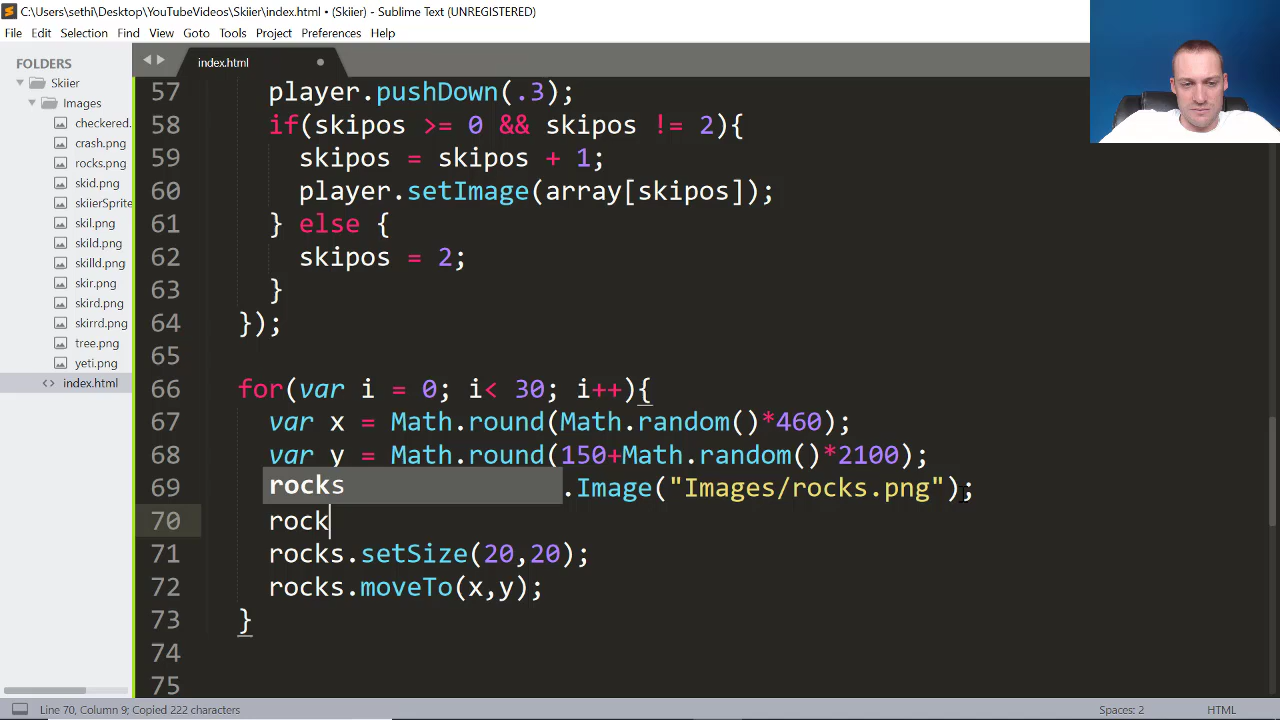 C:\Users\sethi\Desktop\YouTubeVideos\Skiier\index.html • (Skiier) - Sublime Text (UNREGISTERED)
File Edit Selection Find View Goto Tools Project Preferences Help
FOLDERS
Skiier
Images
checkered.
crash.png
rocks.png
skid.png
skiierSprite
skil.png
skild.png
skilld.png
skir.png
skird.png
skirrd.png
tree.png
yeti.png
<> index.html
index.html
57 player.pushDown(.3);
58 if(skipos >= 0 && skipos != 2){
59 skipos = skipos + 1;
60 player.setImage(array[skipos]);
61 } else {
62 skipos = 2;
63 }
64 });
65
66 for(var i = 0; i< 30; i++){
67 var x = Math.round(Math.random()*460);
68 var y = Math.round(150+Math.random()*2100);
69 .Image("Images/rocks.png");
rocks
70 rock
71 rocks.setSize(20,20);
72 rocks.moveTo(x,y);
73 }
74
75
Line 70, Column 9; Copied 222 characters
Spaces: 2
HTML